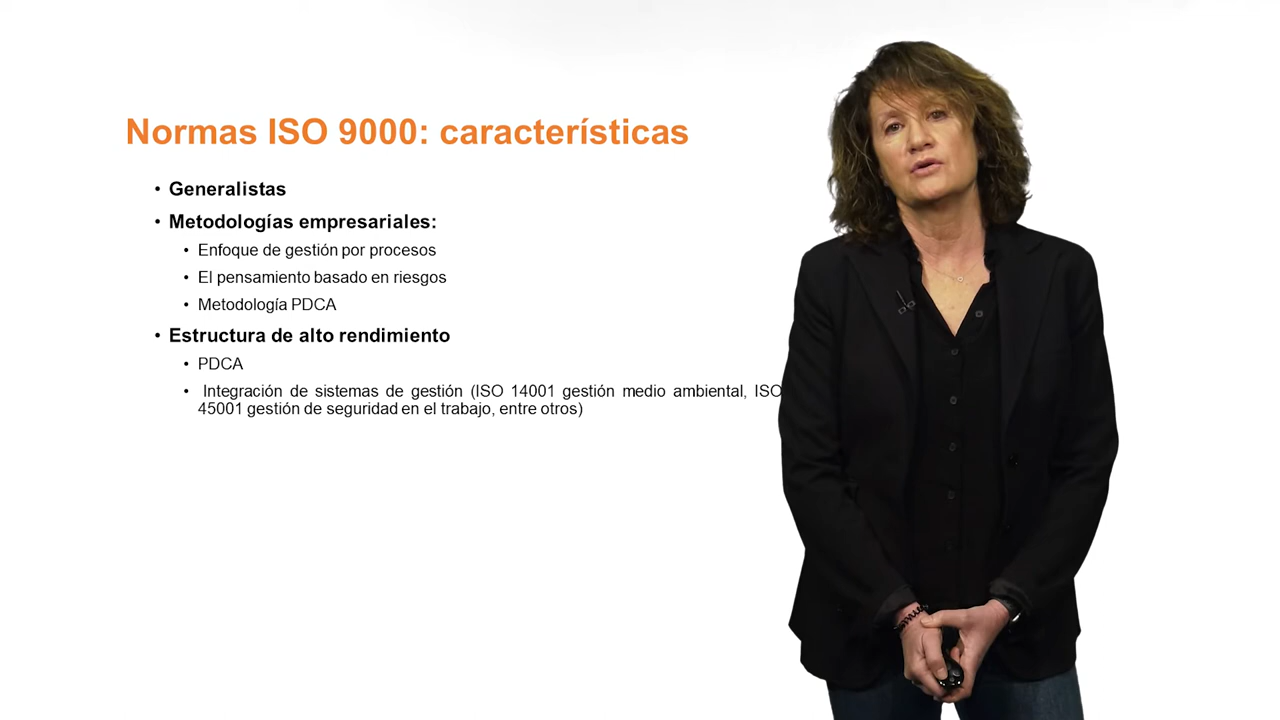 Normas ISO 9000: características
• Generalistas
• Metodologías empresariales:
• Enfoque de gestión por procesos
• El pensamiento basado en riesgos
• Metodología PDCA
• Estructura de alto rendimiento
• PDCA
• Integración de sistemas de gestión (ISO 14001 gestión medio ambiental, ISO
45001 gestión de seguridad en el trabajo, entre otros)